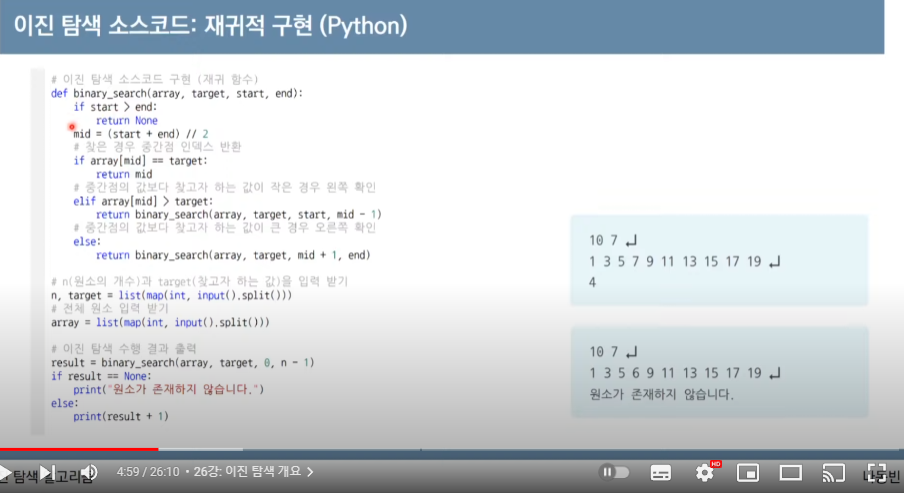 이진 탐색 소스코드: 재귀적 구현 (Python)
# 이진 탐색 소스코드 구현 (재귀 함수)
def binary_search(array, target, start, end):
    if start > end:
        return None
    mid = (start + end) // 2
    # 찾은 경우 중간점 인덱스 반환
    if array[mid] == target:
        return mid
    # 중간점의 값보다 찾고자 하는 값이 작은 경우 왼쪽 확인
    elif array[mid] > target:
        return binary_search(array, target, start, mid - 1)
    # 중간점의 값보다 찾고자 하는 값이 큰 경우 오른쪽 확인
    else:
        return binary_search(array, target, mid + 1, end)
# n(원소의 개수)과 target(찾고자 하는 값)을 입력 받기
n, target = list(map(int, input().split()))
# 전체 원소 입력 받기
array = list(map(int, input().split()))
# 이진 탐색 수행 결과 출력
result = binary_search(array, target, 0, n - 1)
if result == None:
    print("원소가 존재하지 않습니다.")
else:
    print(result + 1)
10 7 ↲
1 3 5 7 9 11 13 15 17 19 ↲
4
10 7 ↲
1 3 5 6 9 11 13 15 17 19 ↲
원소가 존재하지 않습니다.
4:59 / 26:10 • 26강: 이진 탐색 개요 >
HD
탐색 알고리즘
나동빈